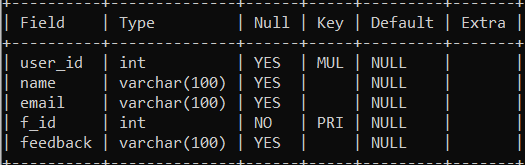 | Field    | Type         | Null | Key | Default | Extra |
| user_id  | int          | YES  | MUL | NULL    |       |
| name     | varchar(100) | YES  |     | NULL    |       |
| email    | varchar(100) | YES  |     | NULL    |       |
| f_id     | int          | NO   | PRI | NULL    |       |
| feedback | varchar(100) | YES  |     | NULL    |       |